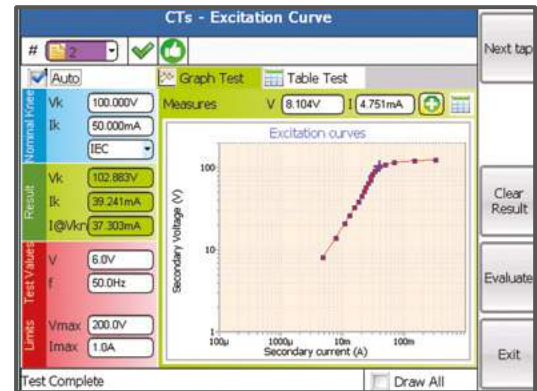 CTs - Excitation Curve
# 2
Next tap
Auto
Graph Test
Table Test
Nominal Knee
Vk 100.000V
Ik 50.000mA
IEC
Measures V 8.104V I 4.751mA
Excitation curves
Secondary Voltage (V)
100
10
1
100μ 1000μ 10m 100m
Secondary current (A)
Result
Vk 102.883V
Ik 39.241mA
I@Vkn 37.303mA
Test Values
V 6.0V
f 50.0Hz
Limits
Vmax 200.0V
Imax 1.0A
Clear
Result
Evaluate
Exit
Test Complete
Draw All